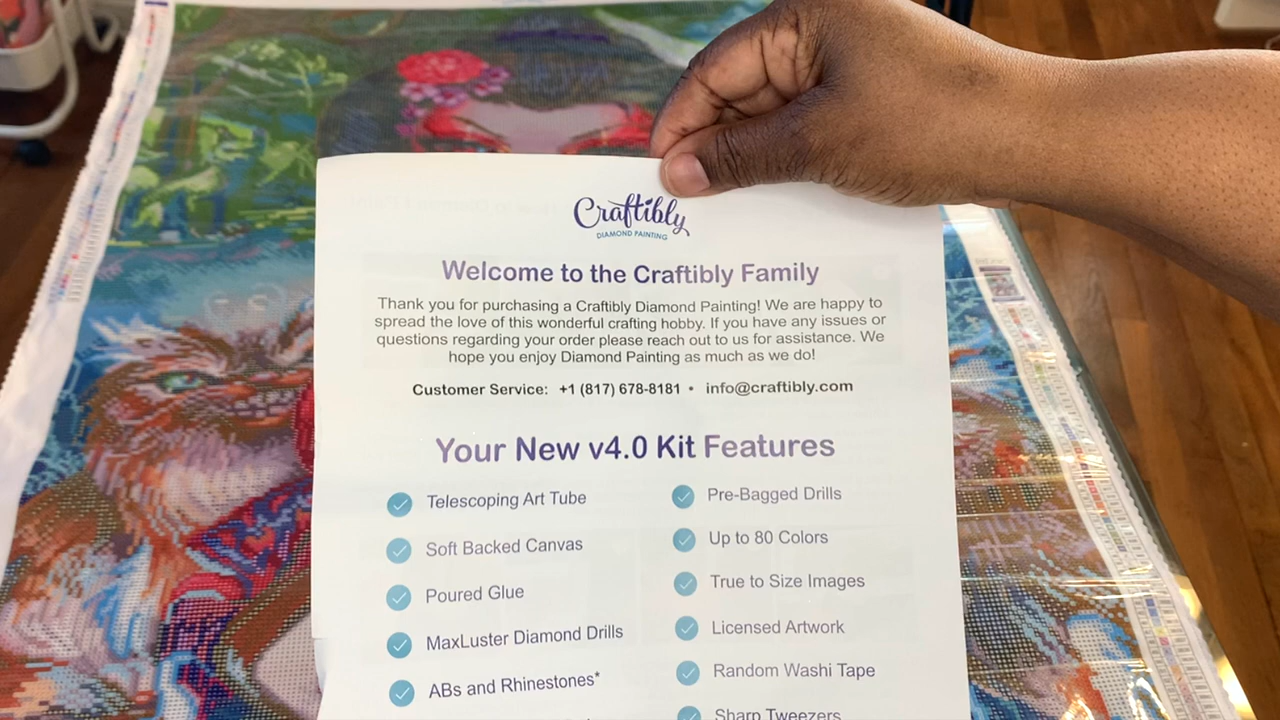 Craftibly
DIAMOND PAINTING
Welcome to the Craftibly Family
Thank you for purchasing a Craftibly Diamond Painting! We are happy to
spread the love of this wonderful crafting hobby. If you have any issues or
questions regarding your order please reach out to us for assistance. We
hope you enjoy Diamond Painting as much as we do!
Customer Service: +1 (817) 678-8181 • info@craftibly.com
Your New v4.0 Kit Features
Telescoping Art Tube
Soft Backed Canvas
Poured Glue
MaxLuster Diamond Drills
ABs and Rhinestones*
Pre-Bagged Drills
Up to 80 Colors
True to Size Images
Licensed Artwork
Random Washi Tape
Sharp Tweezers